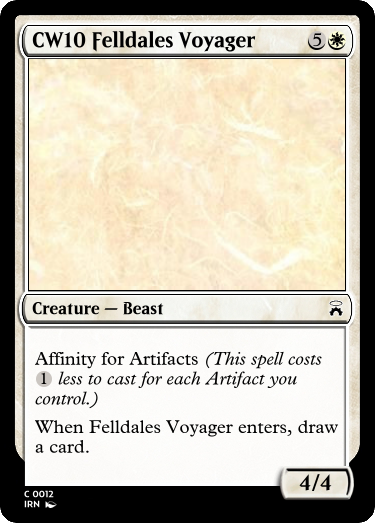 CW10 Felldales Voyager 5
Creature — Beast
Affinity for Artifacts (This spell costs
1 less to cast for each Artifact you
control.)
When Felldales Voyager enters, draw
a card.
4/4
C 0012
IRN